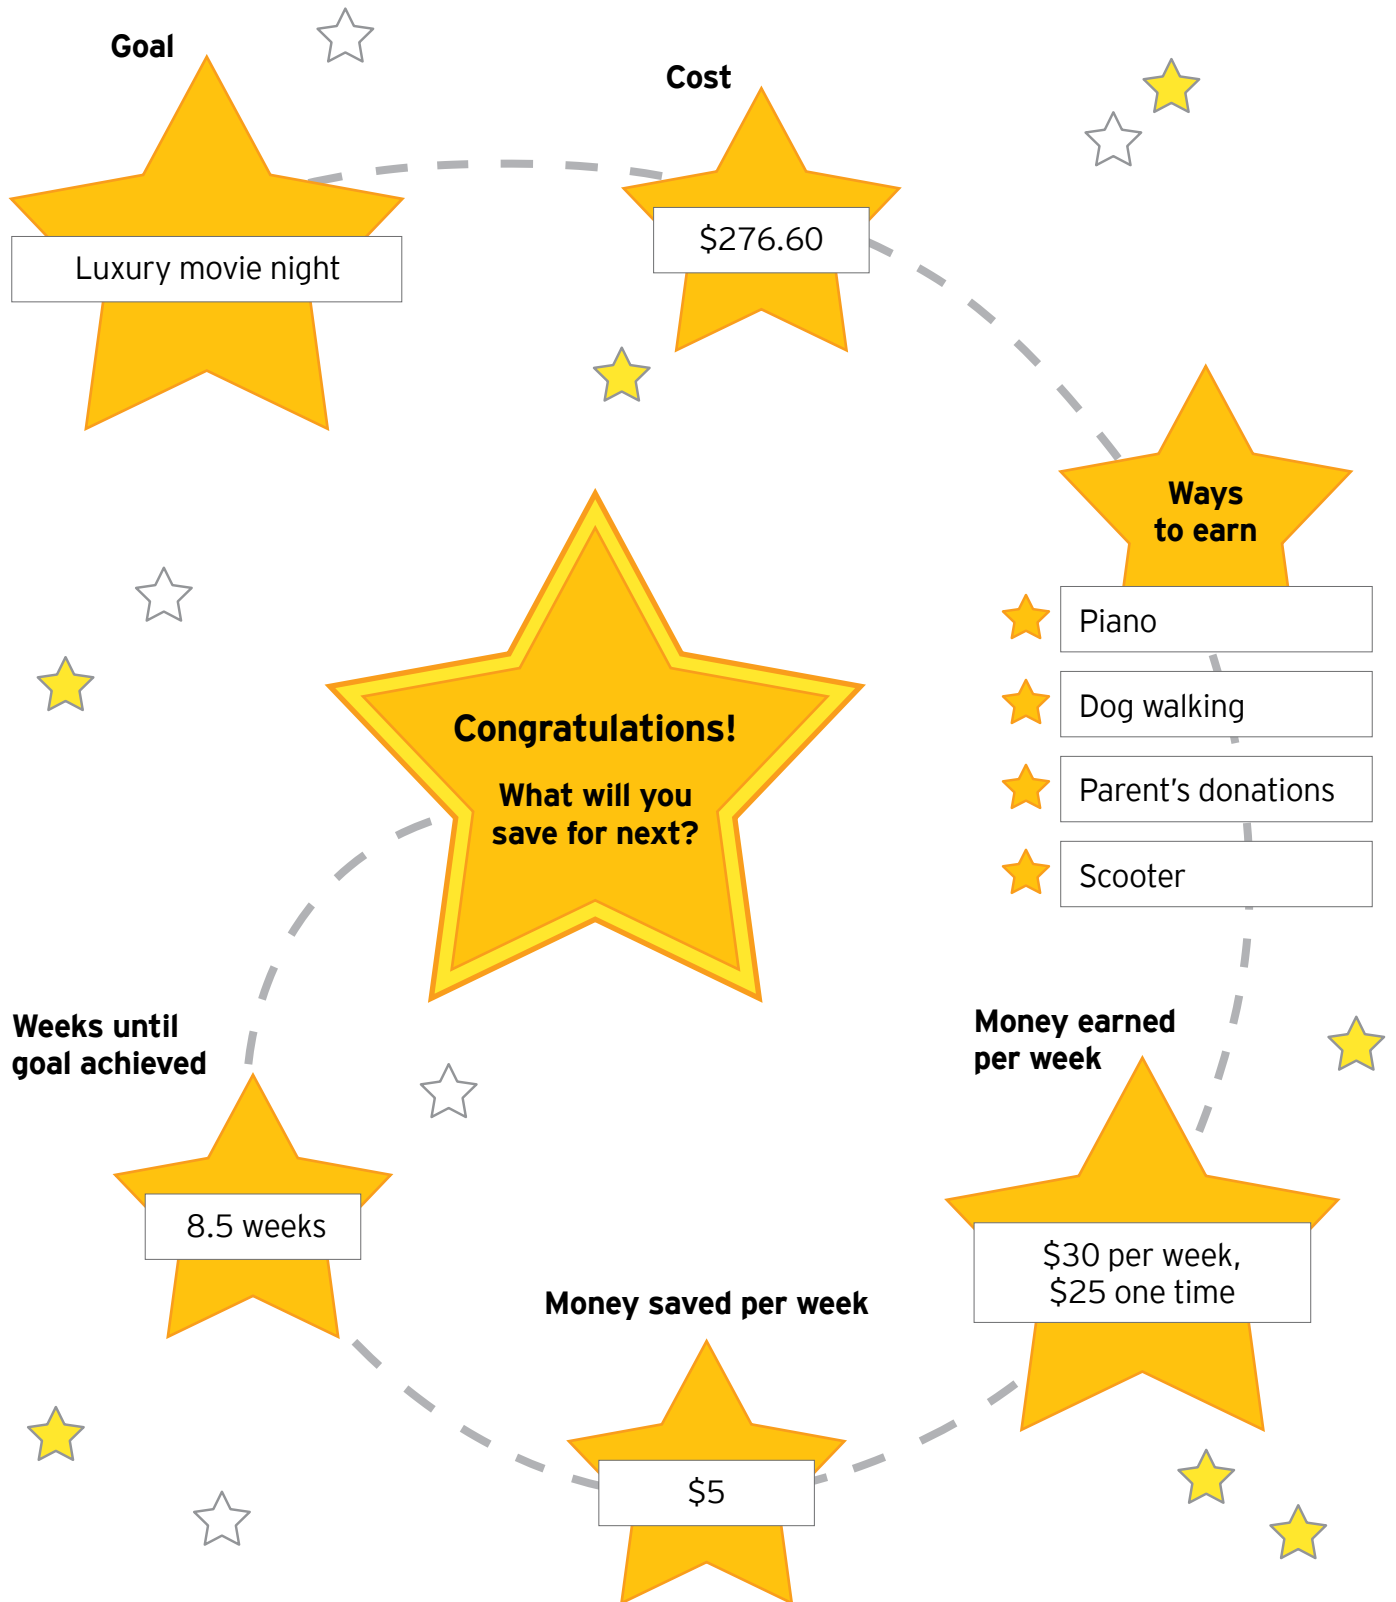 Goal
Luxury movie night
Cost
$276.60
Ways
to earn
Piano
Dog walking
Parent's donations
Scooter
Money earned
per week
$30 per week,
$25 one time
Money saved per week
$5
Weeks until
goal achieved
8.5 weeks
Congratulations!
What will you
save for next?